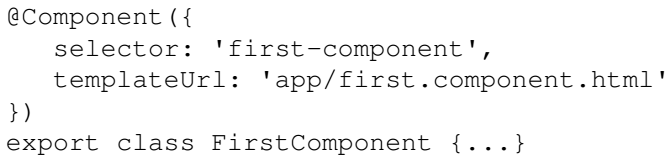 @Component({
   selector: 'first-component',
   templateUrl: 'app/first.component.html'
})
export class FirstComponent {...}